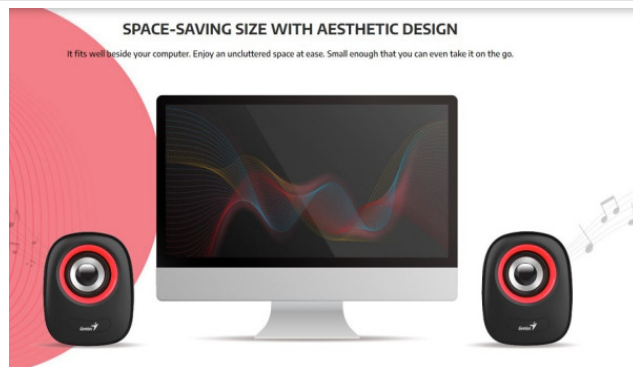 SPACE-SAVING SIZE WITH AESTHETIC DESIGN
It fits well beside your computer. Enjoy an uncluttered space at ease. Small enough that you can even take it on the go.
Genius
Genius